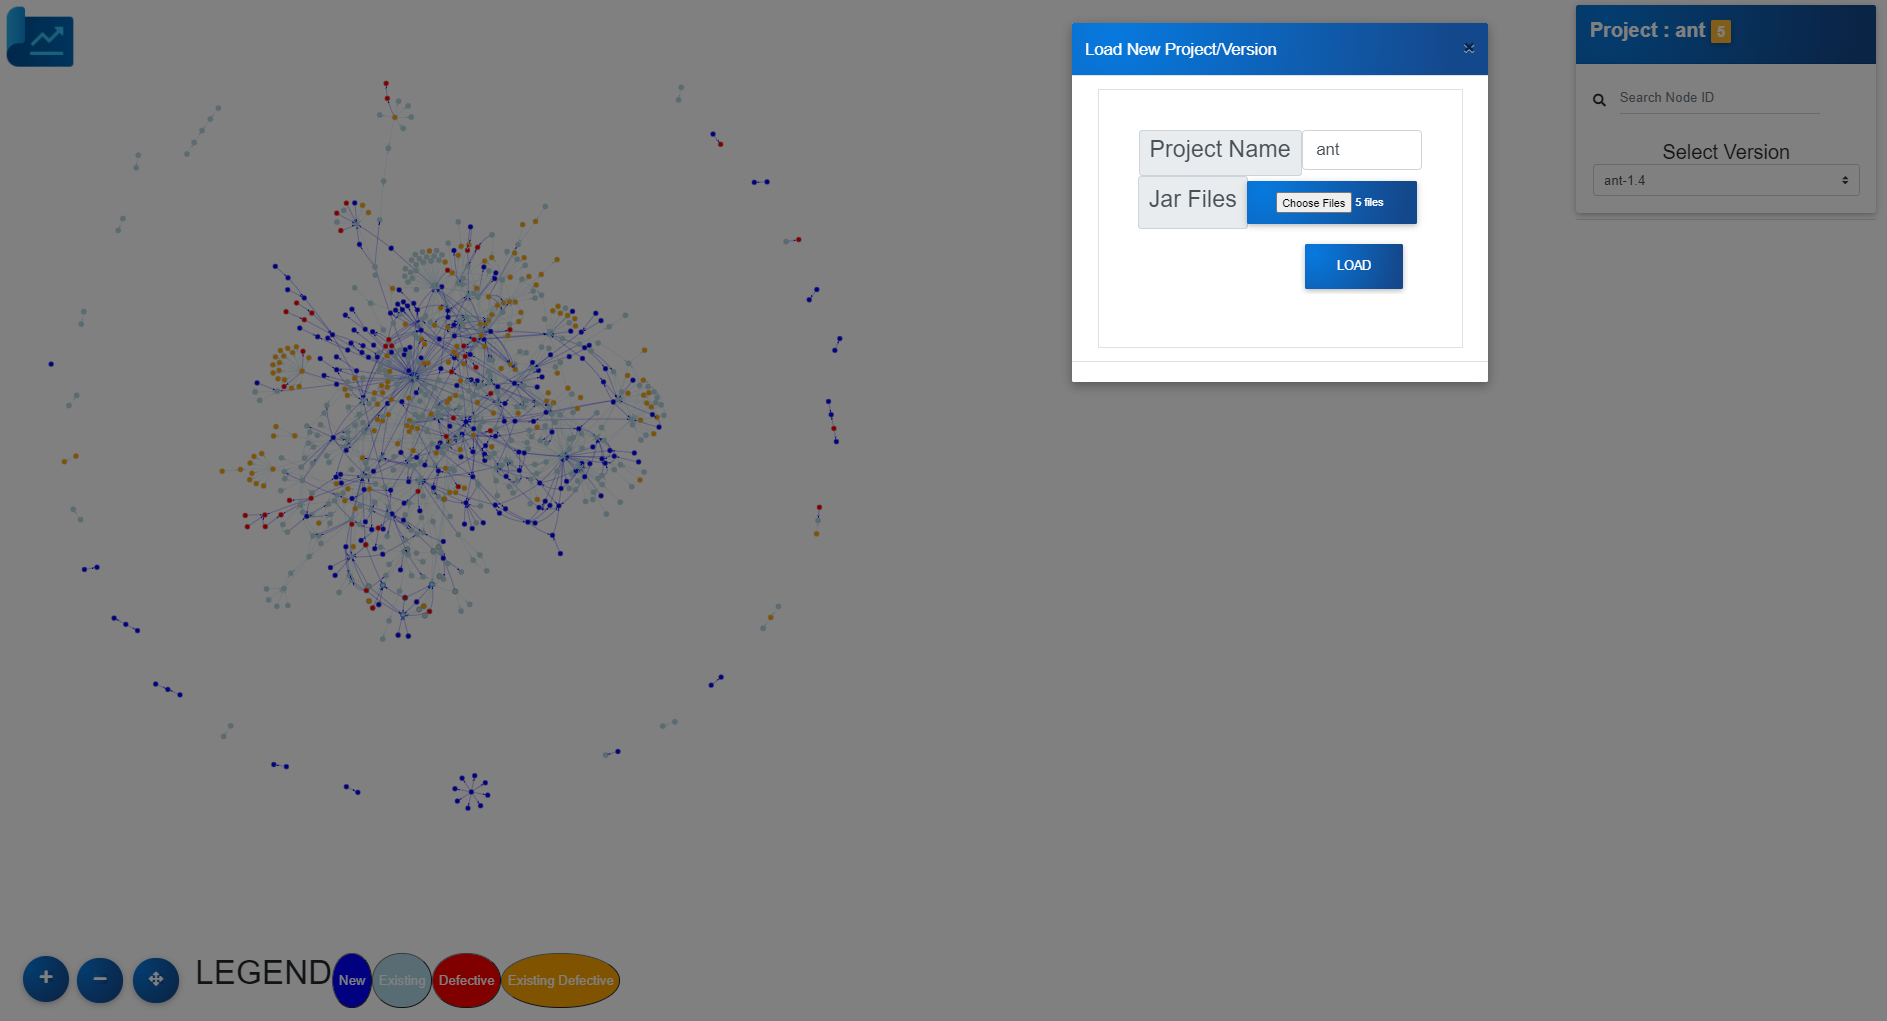 Load New Project/Version
×
Project Name ant
Jar Files Choose Files 5 files
LOAD
Project : ant 5
Search Node ID
Select Version
ant-1.4
LEGEND New Existing Defective Existing Defective